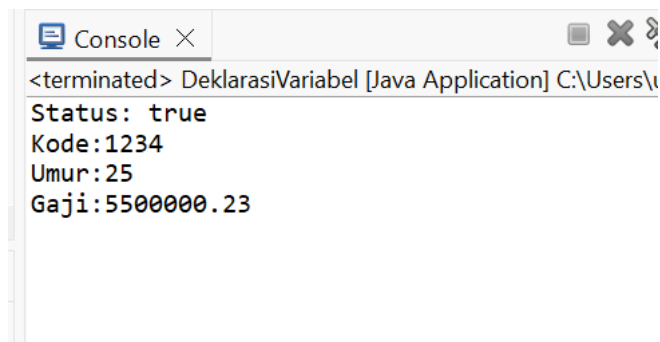 Console
<terminated> DeklarasiVariabel [Java Application] C:\Users\
Status: true
Kode:1234
Umur:25
Gaji:5500000.23